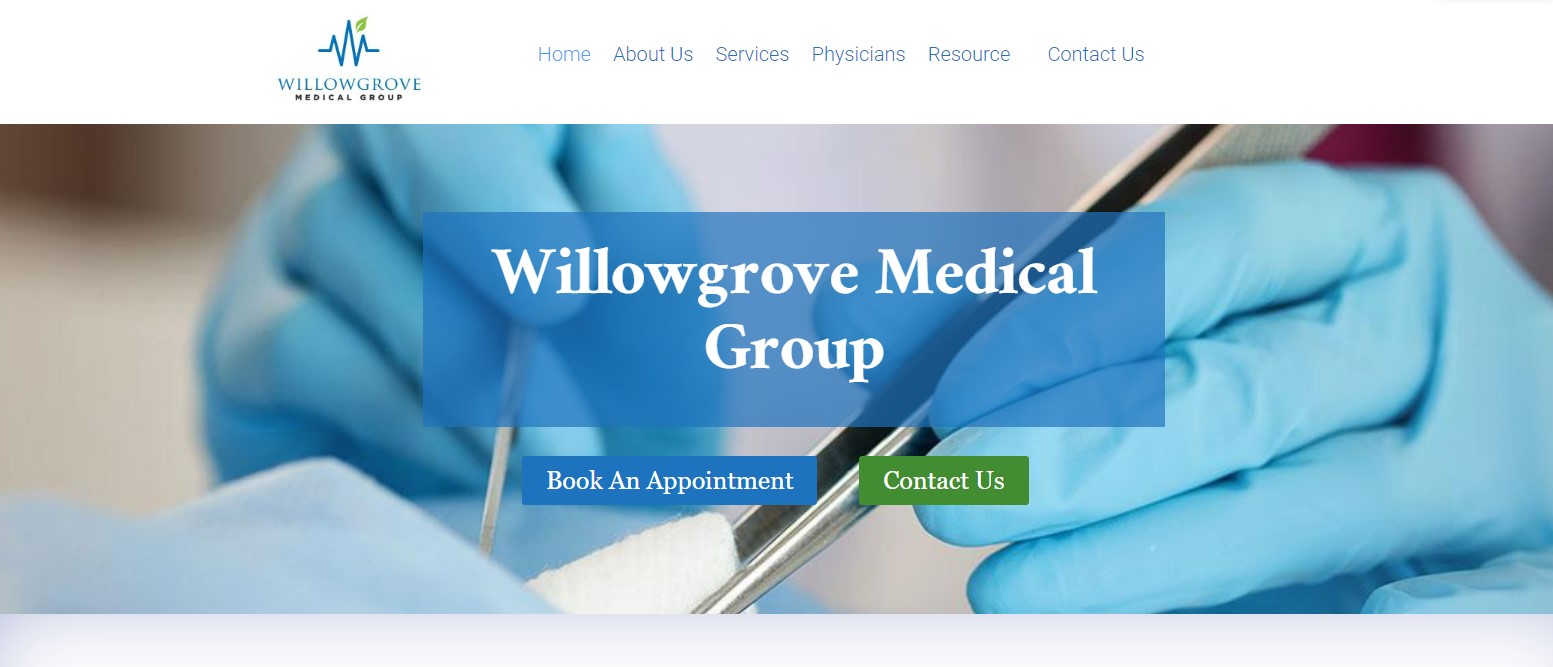 WILLOWGROVE
MEDICAL GROUP
Home About Us Services Physicians Resource Contact Us
Willowgrove Medical
Group
Book An Appointment Contact Us